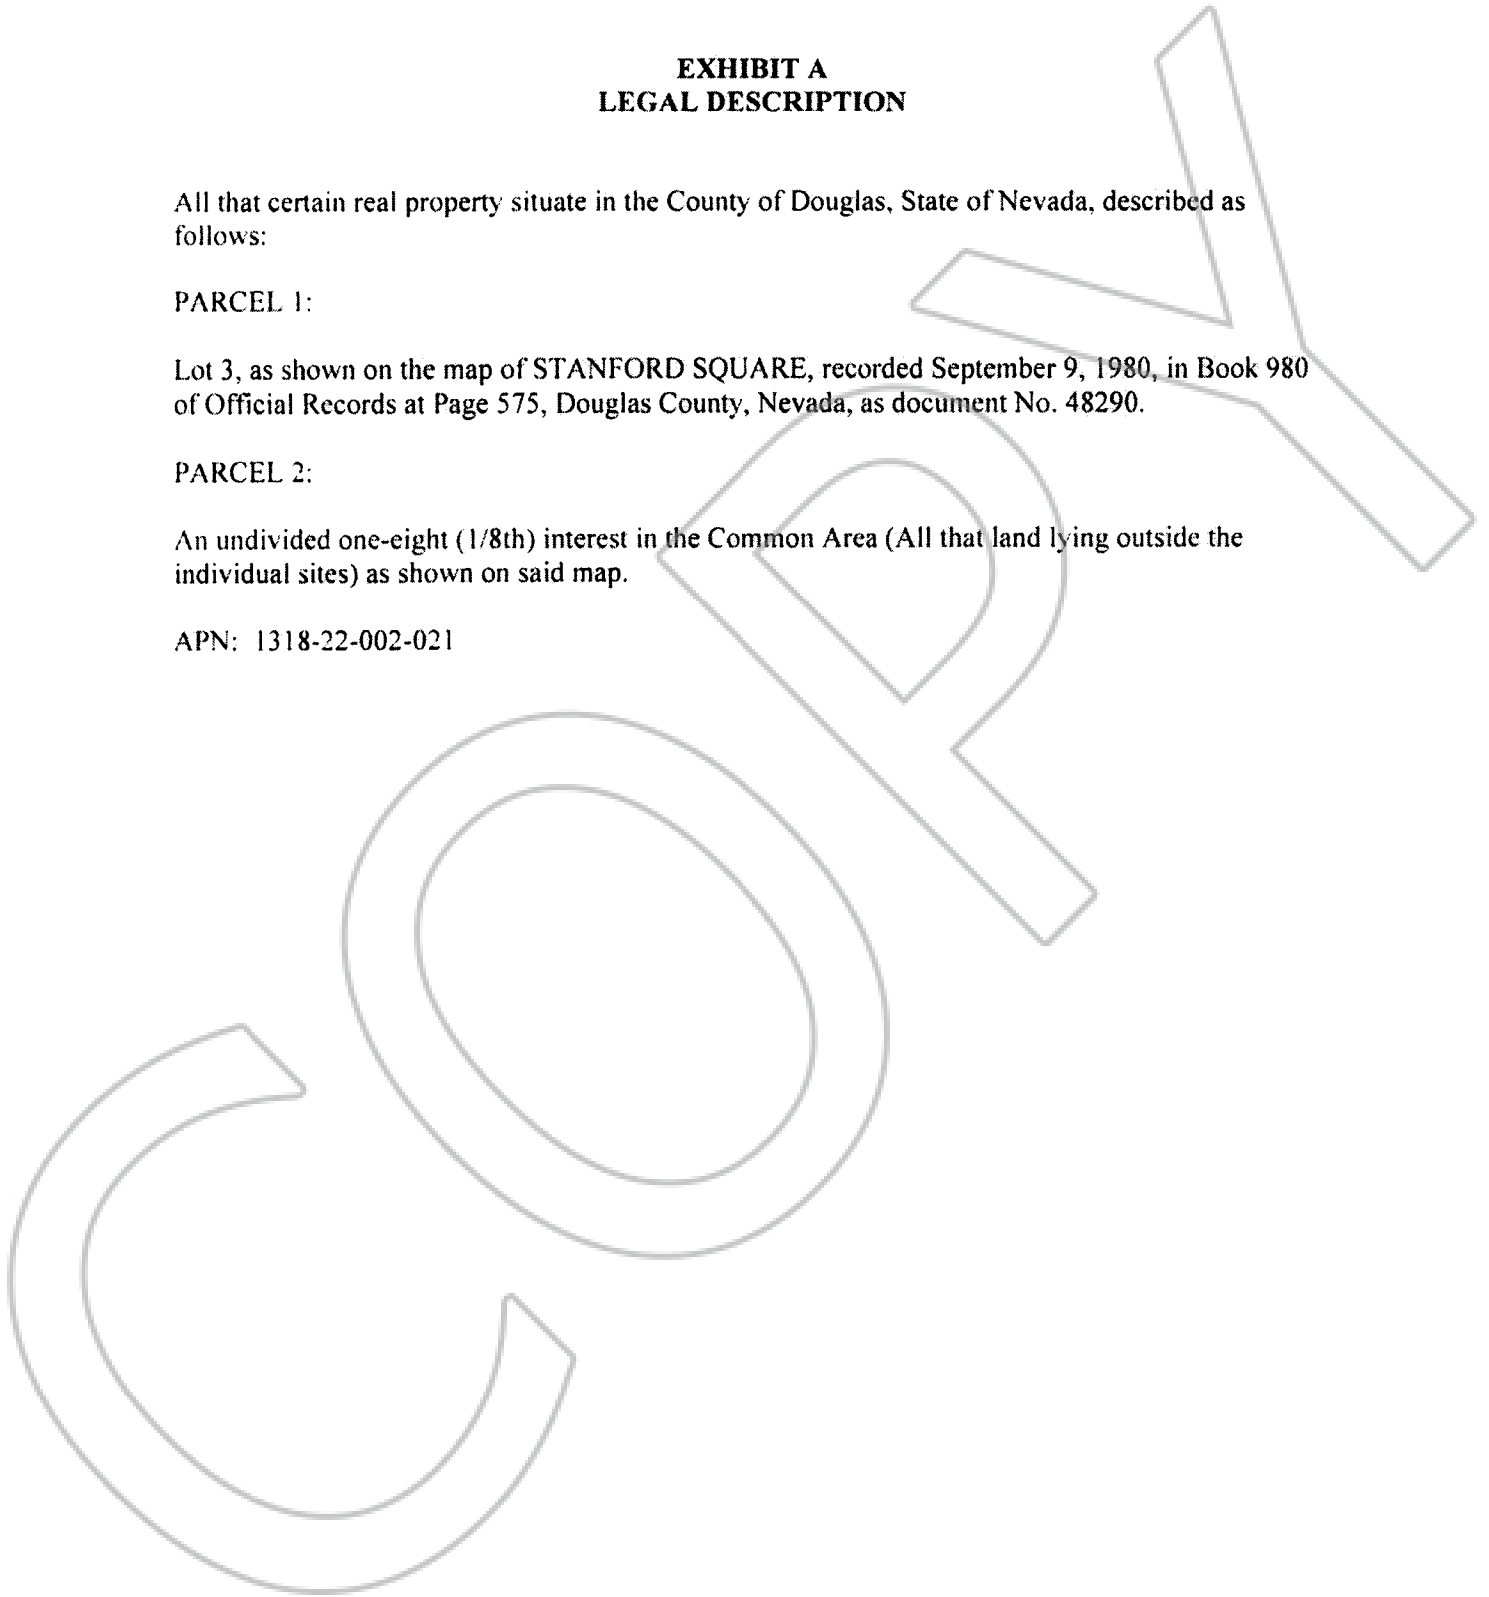 EXHIBIT A
LEGAL DESCRIPTION
All that certain real property situate in the County of Douglas, State of Nevada, described as
follows:
PARCEL 1:
Lot 3, as shown on the map of STANFORD SQUARE, recorded September 9, 1980, in Book 980
of Official Records at Page 575, Douglas County, Nevada, as document No. 48290.
PARCEL 2:
An undivided one-eight (1/8th) interest in the Common Area (All that land lying outside the
individual sites) as shown on said map.
APN: 1318-22-002-021
COPY